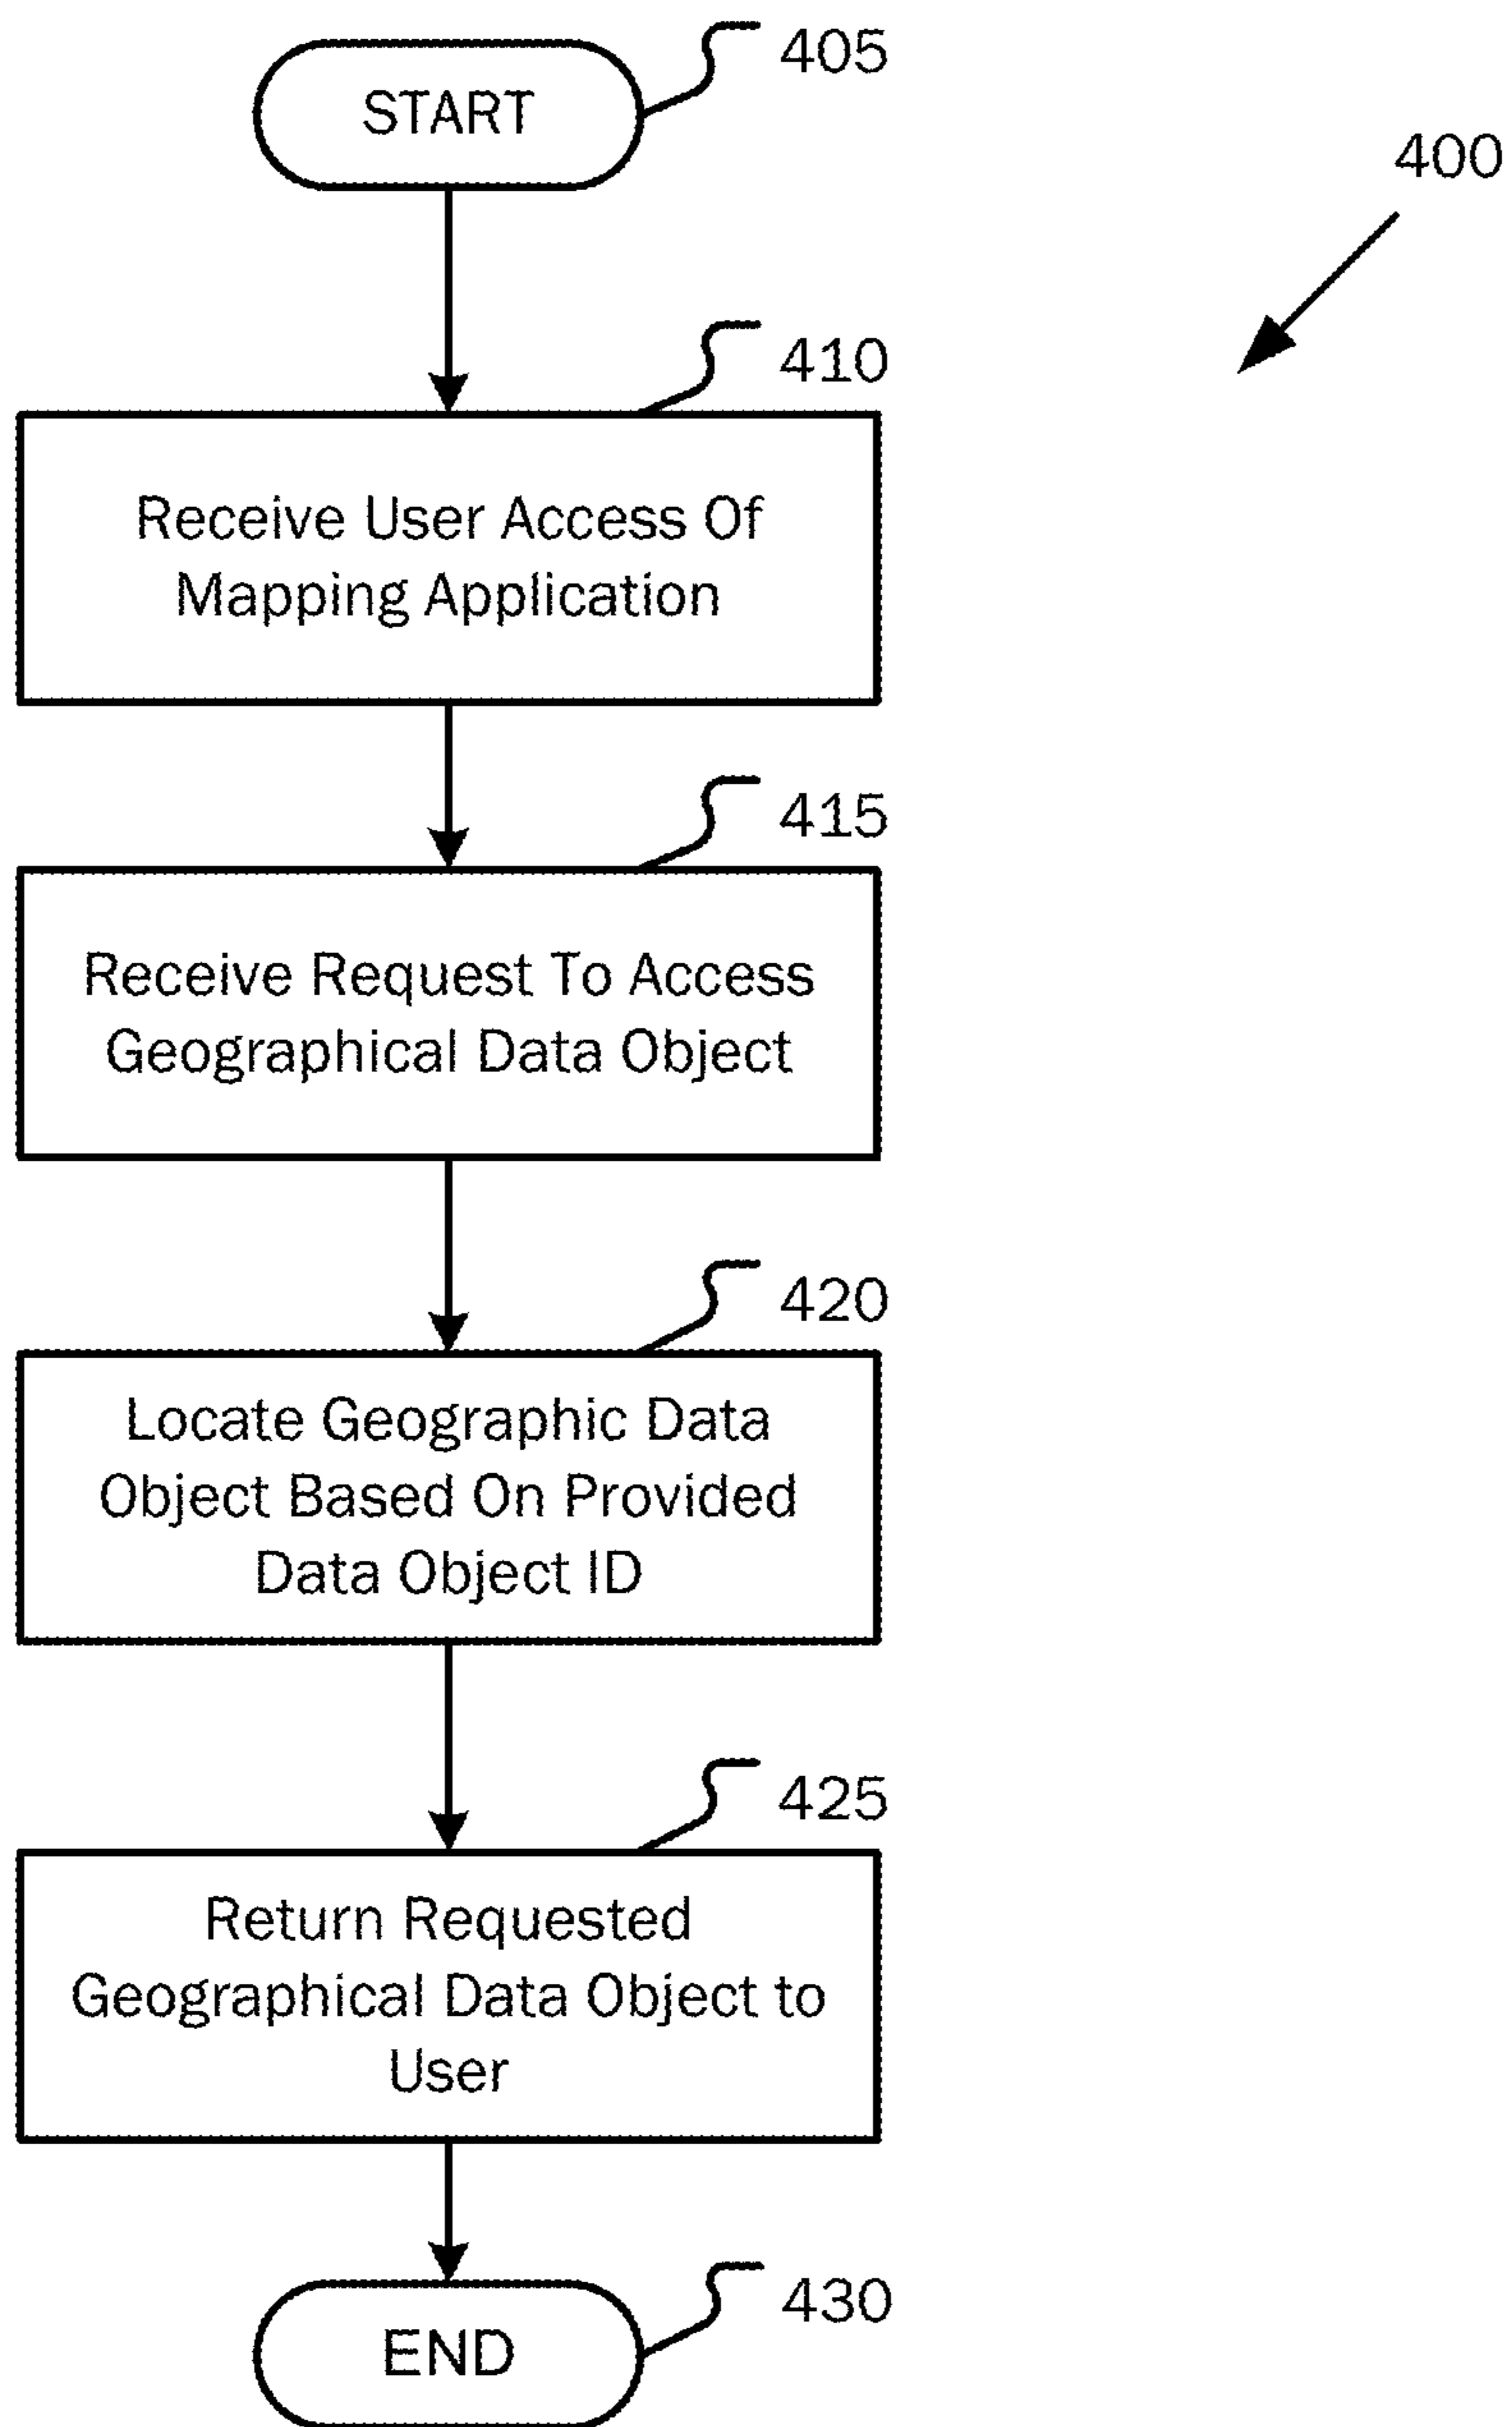 405
START
400
410
Receive User Access Of
Mapping Application
415
Receive Request To Access
Geographical Data Object
420
Locate Geographic Data
Object Based On Provided
Data Object ID
425
Return Requested
Geographical Data Object to
User
430
END